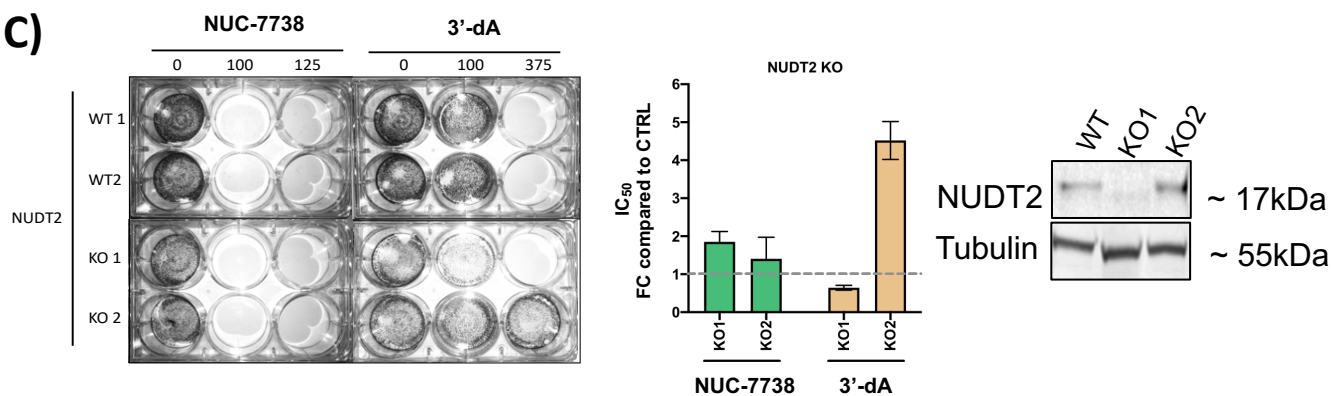 C)
NUC-7738
3'-dA
0 100 125 0 100 375
NUDT2
WT 1
WT2
KO 1
KO 2
NUDT2 KO
IC50
FC compared to CTRL
6
5
4
3
2
1
0
KO1 KO2 KO1 KO2
NUC-7738 3'-dA
WT KO1 KO2
NUDT2 ~ 17kDa
Tubulin ~ 55kDa